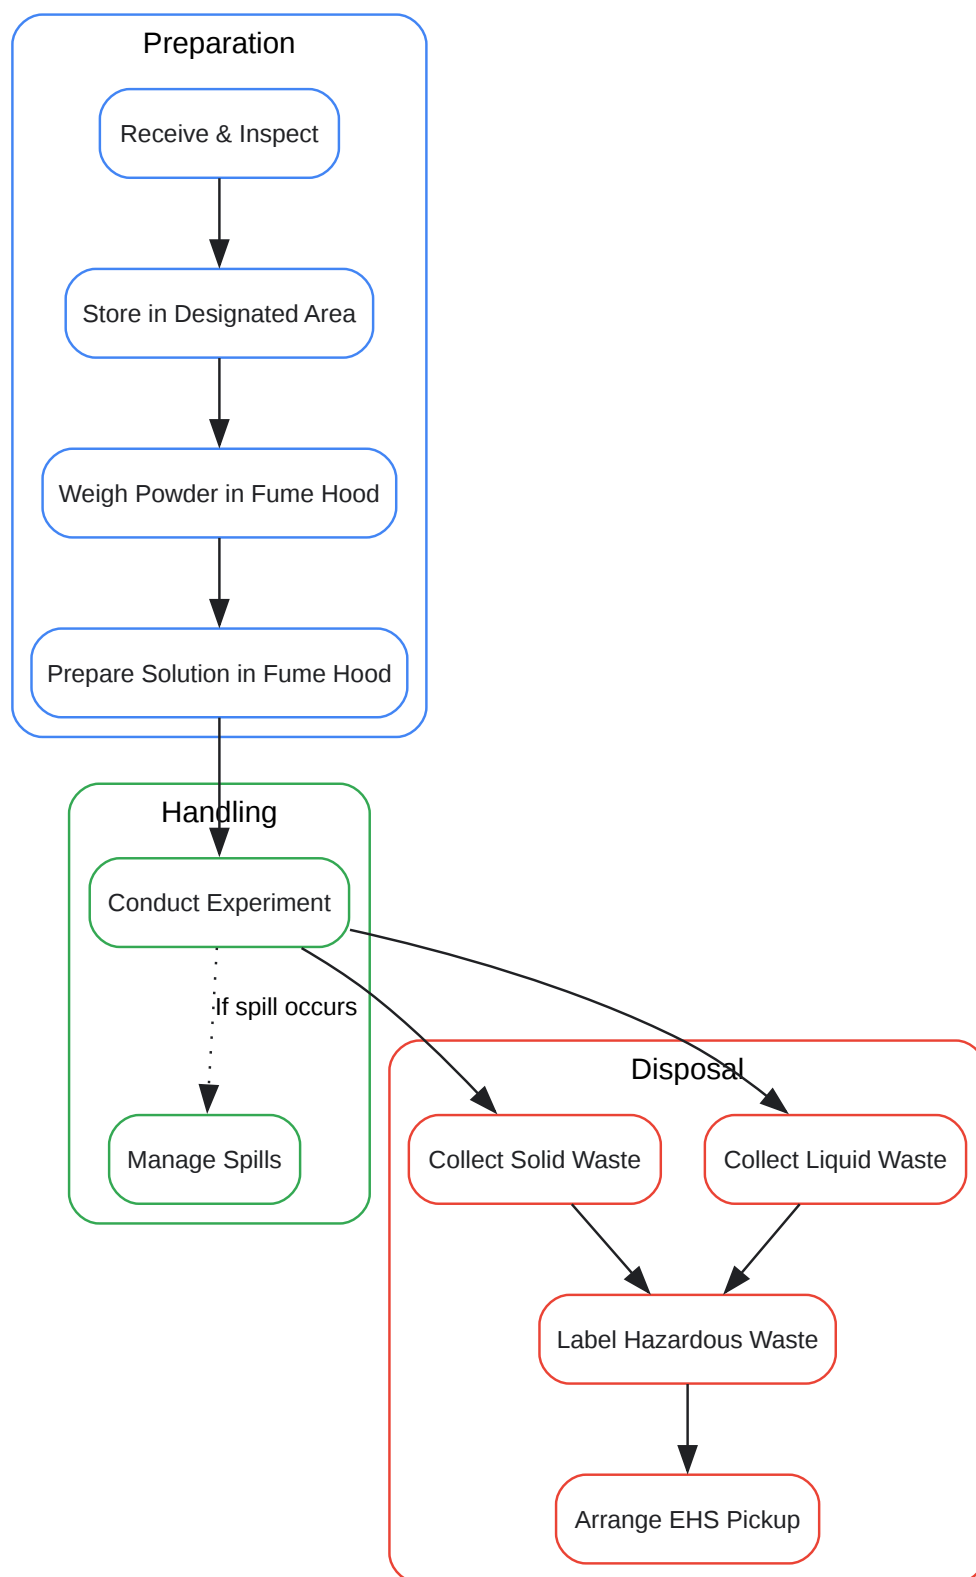 Preparation
Receive & Inspect
Store in Designated Area
Weigh Powder in Fume Hood
Prepare Solution in Fume Hood
Handling
Conduct Experiment
If spill occurs
Manage Spills
Disposal
Collect Solid Waste
Collect Liquid Waste
Label Hazardous Waste
Arrange EHS Pickup